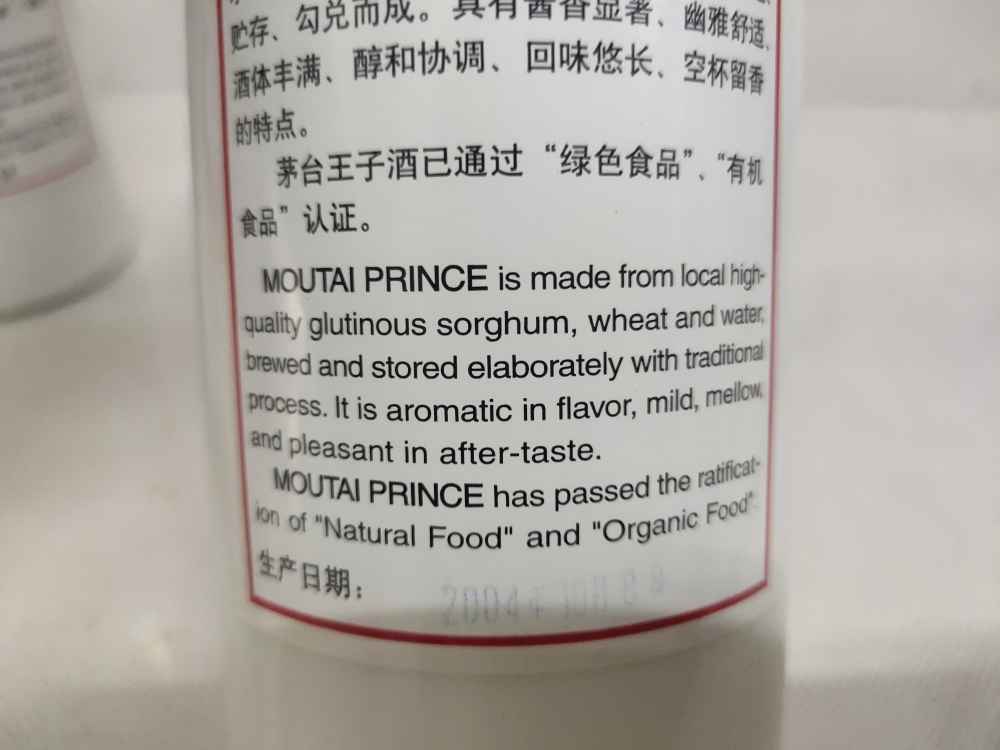 贮存、勾兑而成。具有酱香显著、幽雅舒适、
酒体丰满、醇和协调、回味悠长、空杯留香
的特点。
茅台王子酒已通过“绿色食品”、“有机
食品”认证。
MOUTAI PRINCE is made from local high-
quality glutinous sorghum, wheat and water,
brewed and stored elaborately with traditional
process. It is aromatic in flavor, mild, mellow,
and pleasant in after-taste.
MOUTAI PRINCE has passed the ratificat-
ion of "Natural Food" and "Organic Food".
生产日期：
2004年